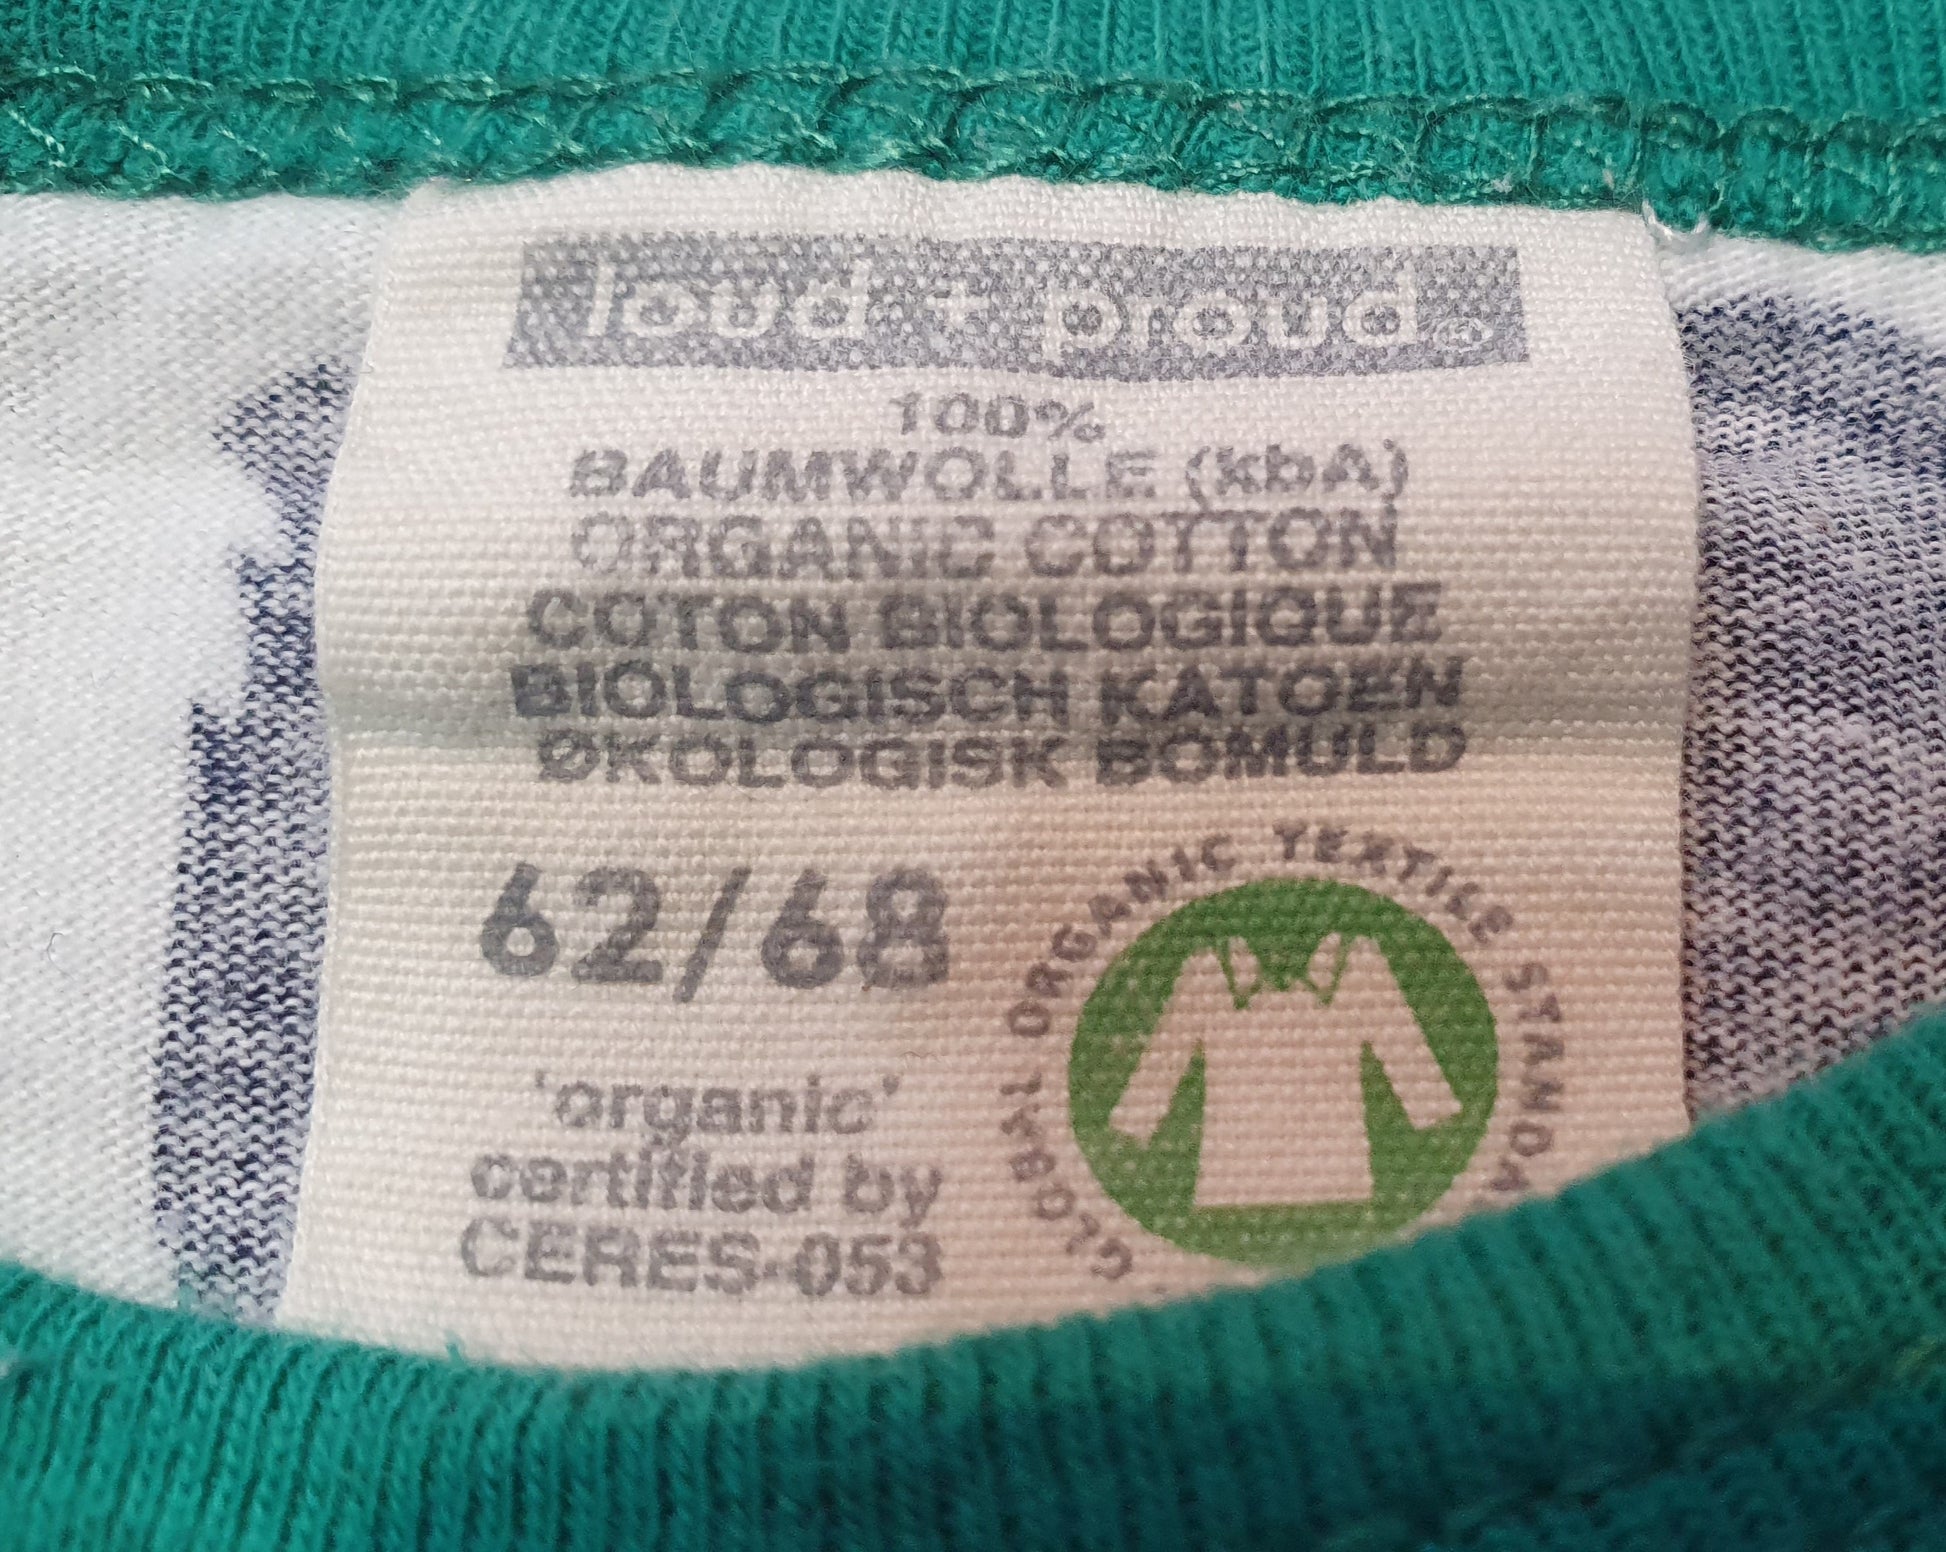 loud + proud®
100%
BAUMWOLLE (kbA)
ORGANIC COTTON
COTON BIOLOGIQUE
BIOLOGISCH KATOEN
ØKOLOGISK BOMULD
62/68
'organic'
certified by
CERES-053
GLOBAL ORGANIC TEXTILE STANDA